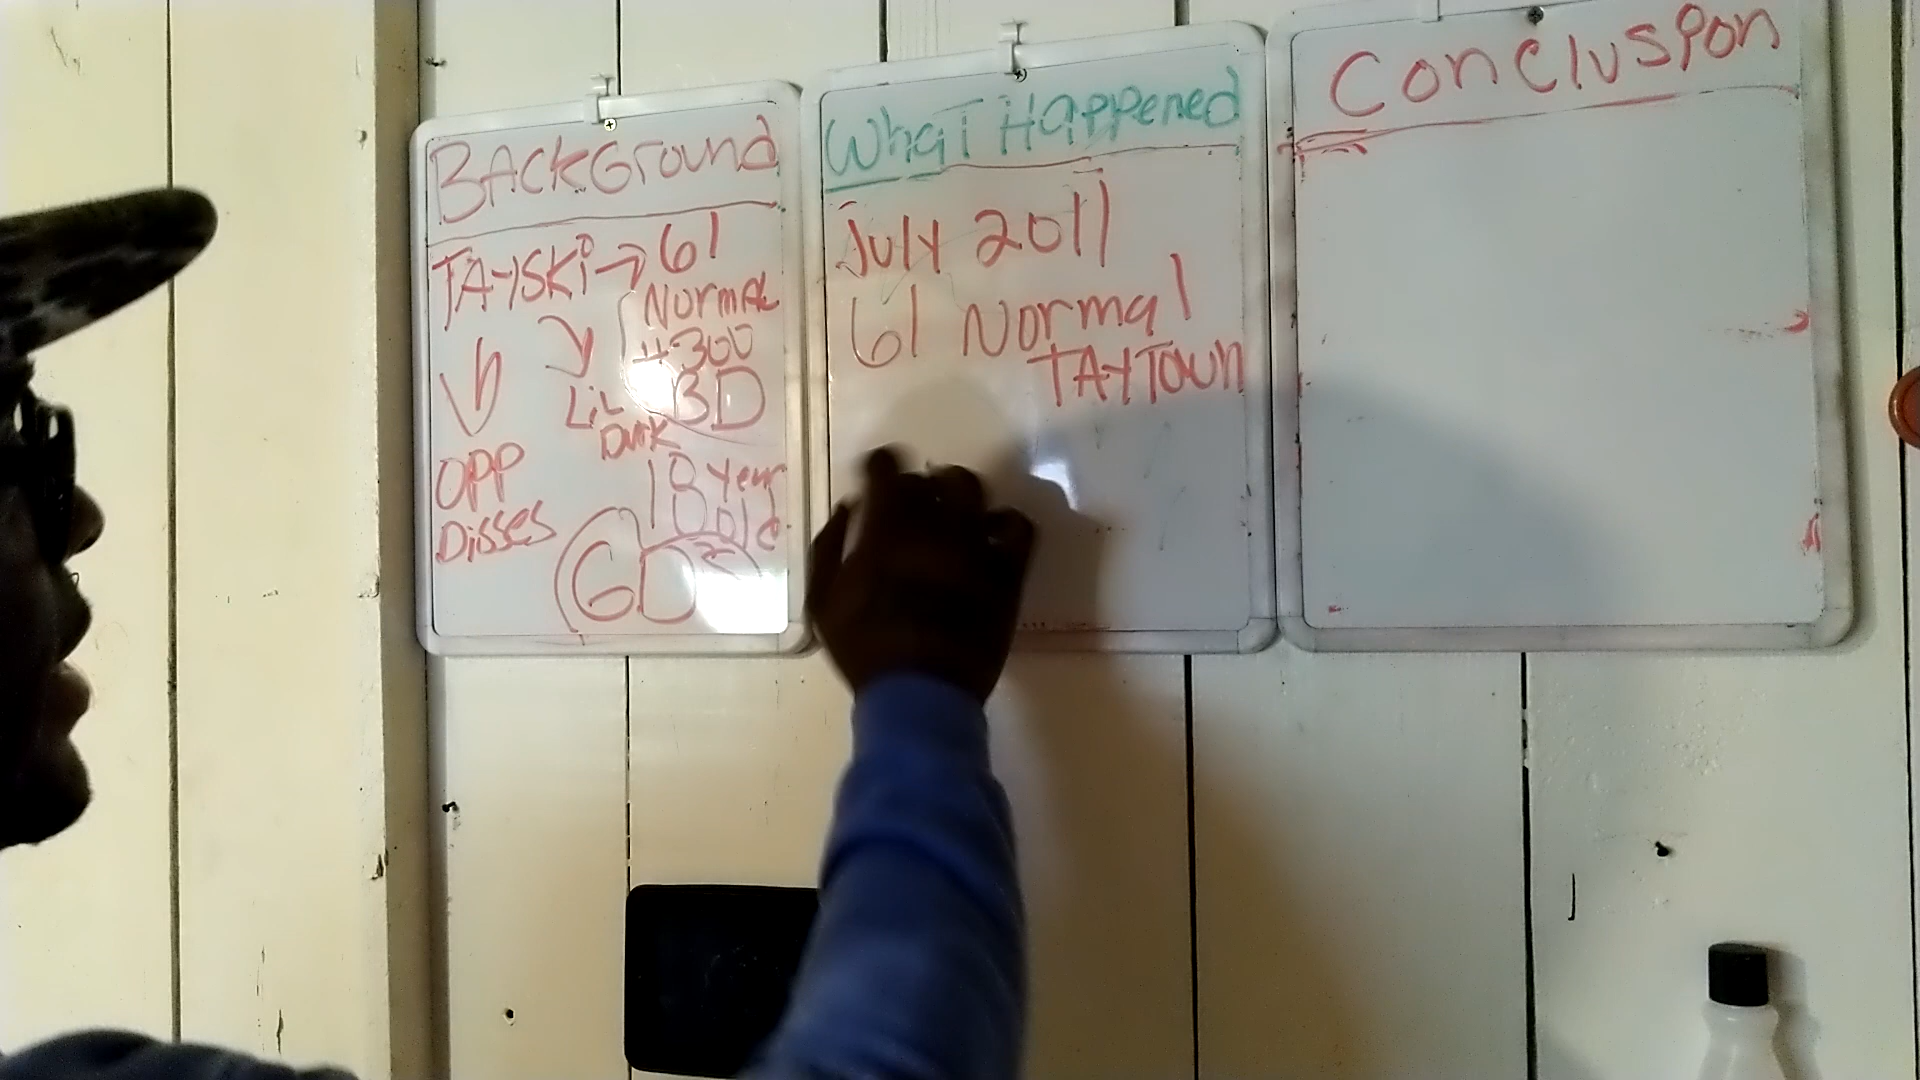 BACKGround
TAYSKi → 61
NormAL
+ 300
BD
LiL
Durk
OPP
Disses
18 year
old
GD
WhaT Happened
July 2011
61 Normal
TAYTOwn
Conclusion